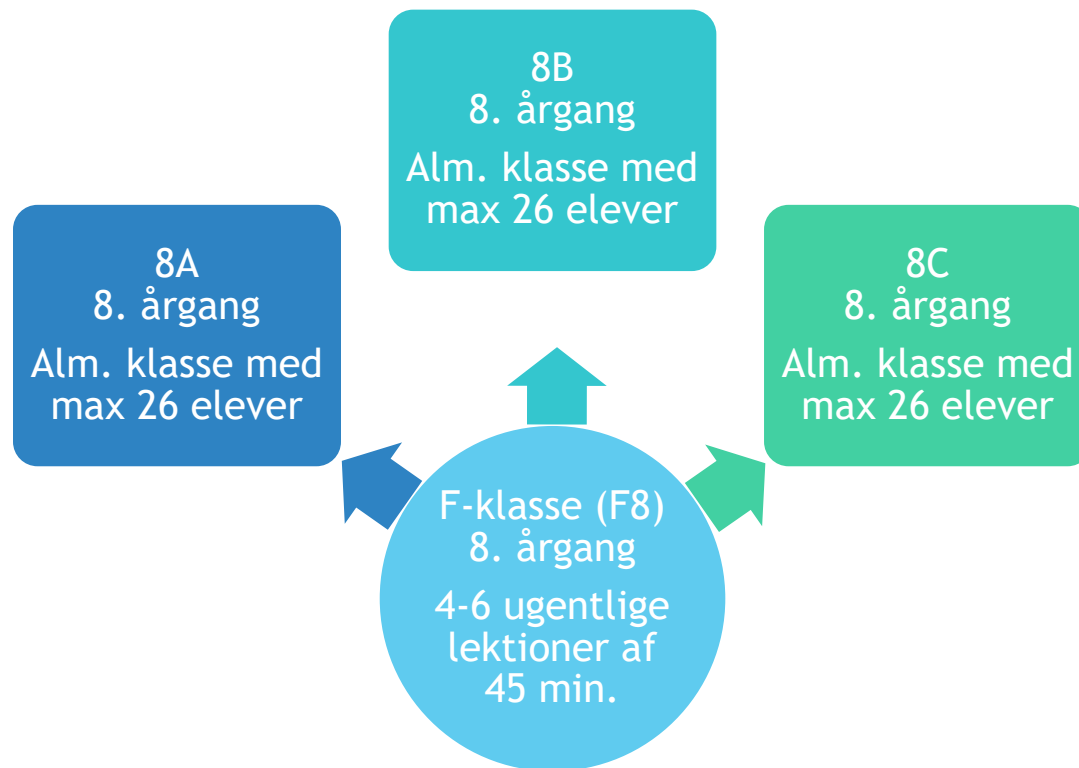 8B
8. årgang
Alm. klasse med
max 26 elever
8A
8. årgang
Alm. klasse med
max 26 elever
8C
8. årgang
Alm. klasse med
max 26 elever
F-klasse (F8)
8. årgang
4-6 ugentlige
lektioner af
45 min.